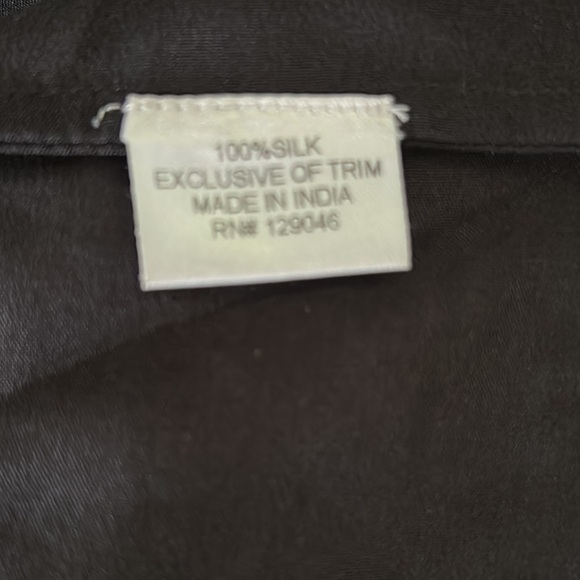 100%SILK
EXCLUSIVE OF TRIM
MADE IN INDIA
RN# 129046